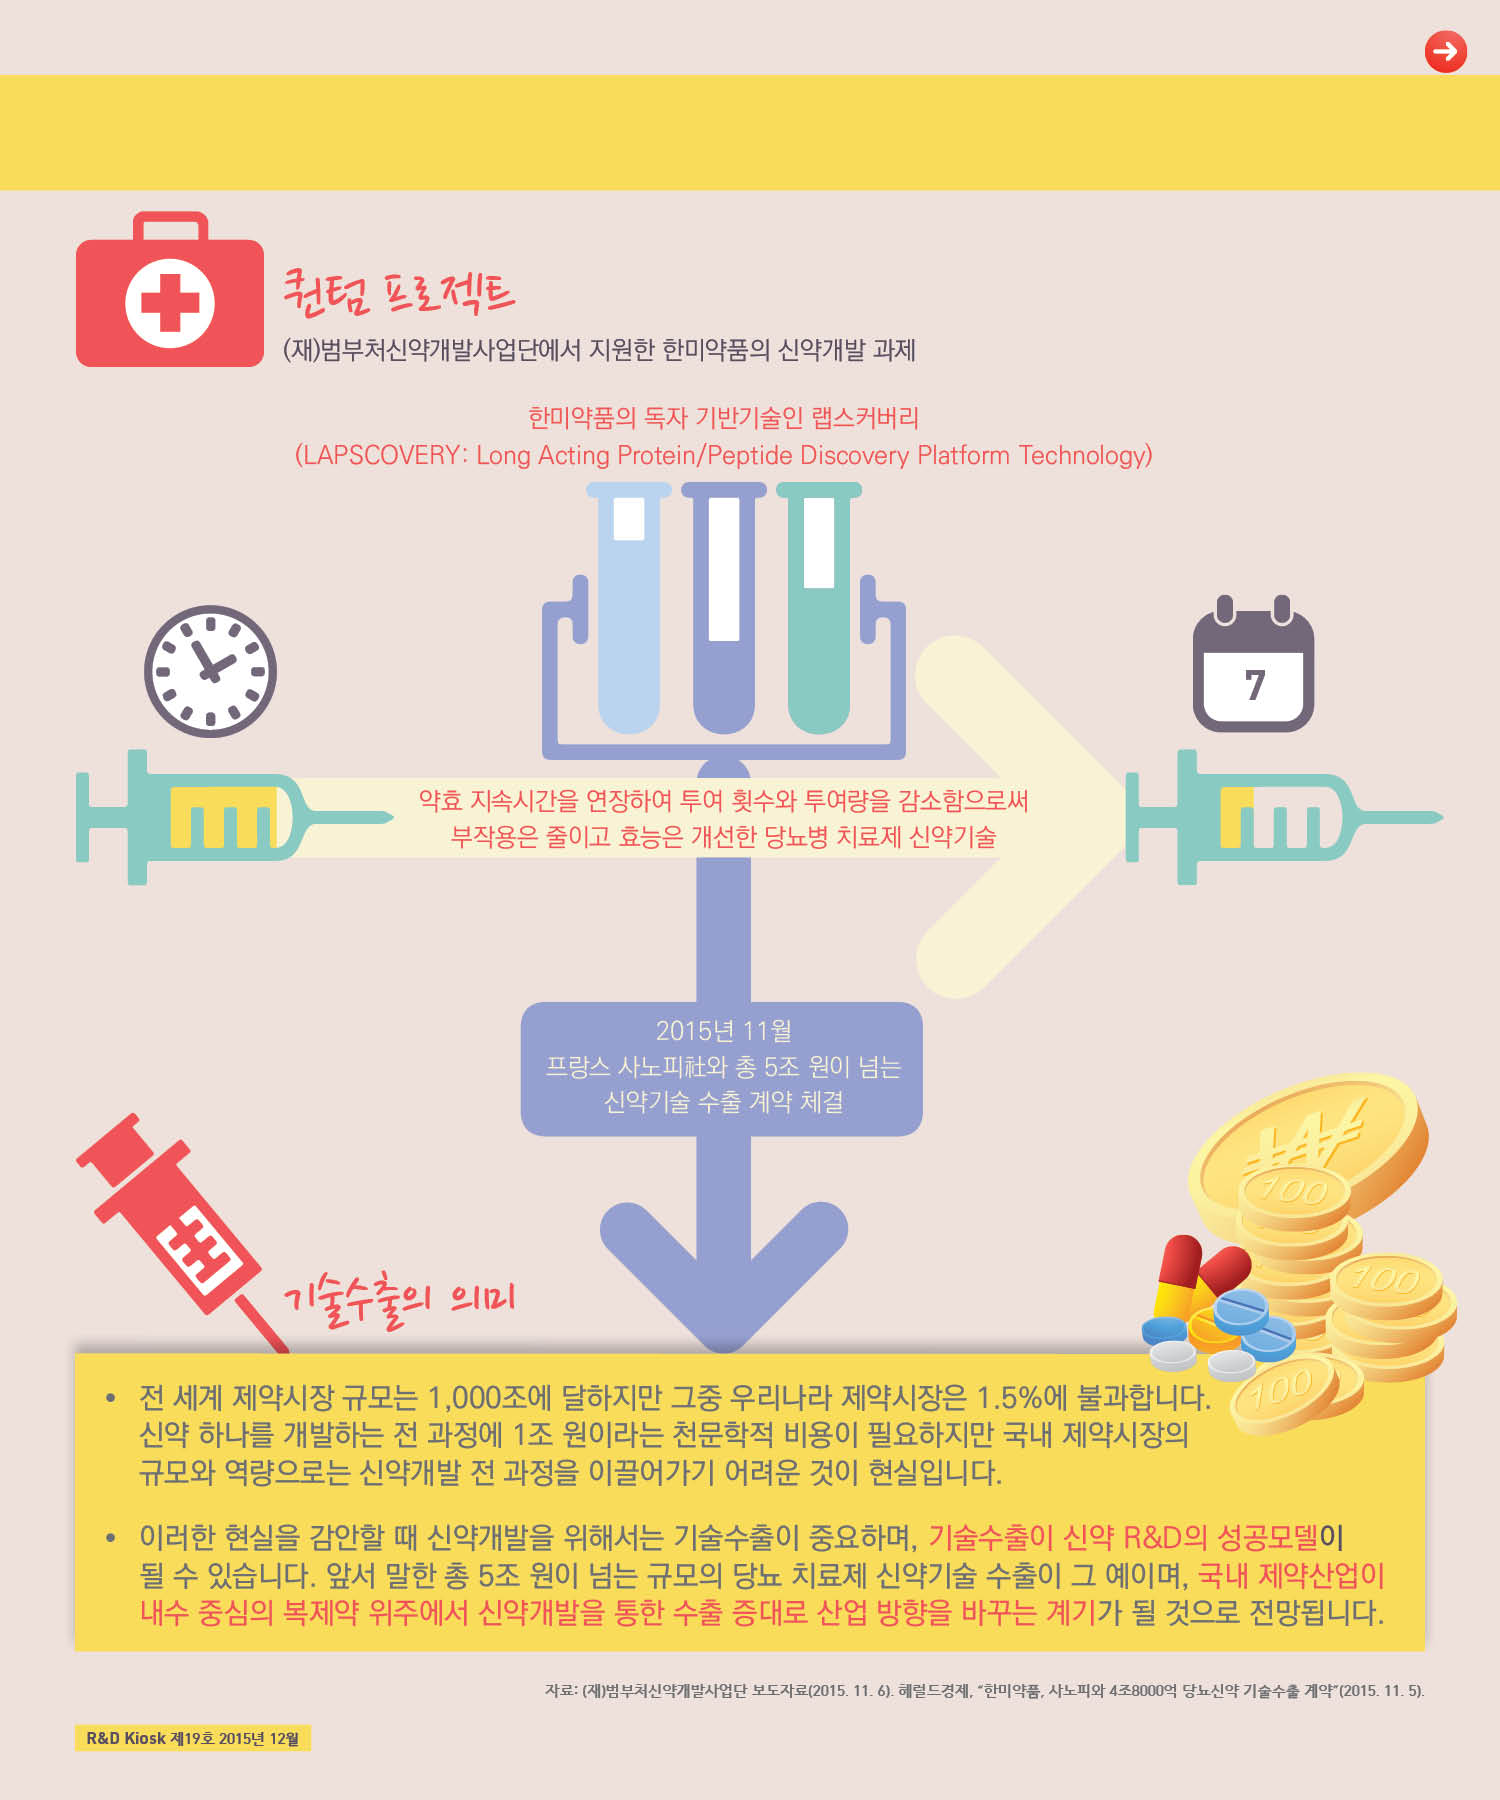 퀀텀 프로젝트
(재)범부처신약개발사업단에서 지원한 한미약품의 신약개발 과제
한미약품의 독자 기반기술인 랩스커버리
(LAPSCOVERY: Long Acting Protein/Peptide Discovery Platform Technology)
7
약효 지속시간을 연장하여 투여 횟수와 투여량을 감소함으로써
부작용은 줄이고 효능은 개선한 당뇨병 치료제 신약기술
2015년 11월
프랑스 사노피社와 총 5조 원이 넘는
신약기술 수출 계약 체결
₩
100
100
100
기술수출의 의미
• 전 세계 제약시장 규모는 1,000조에 달하지만 그중 우리나라 제약시장은 1.5%에 불과합니다.
신약 하나를 개발하는 전 과정에 1조 원이라는 천문학적 비용이 필요하지만 국내 제약시장의
규모와 역량으로는 신약개발 전 과정을 이끌어가기 어려운 것이 현실입니다.
• 이러한 현실을 감안할 때 신약개발을 위해서는 기술수출이 중요하며, 기술수출이 신약 R&D의 성공모델이
될 수 있습니다. 앞서 말한 총 5조 원이 넘는 규모의 당뇨 치료제 신약기술 수출이 그 예이며, 국내 제약산업이
내수 중심의 복제약 위주에서 신약개발을 통한 수출 증대로 산업 방향을 바꾸는 계기가 될 것으로 전망됩니다.
자료: (재)범부처신약개발사업단 보도자료(2015. 11. 6). 헤럴드경제, “한미약품, 사노피와 4조8000억 당뇨신약 기술수출 계약”(2015. 11. 5).
R&D Kiosk 제19호 2015년 12월